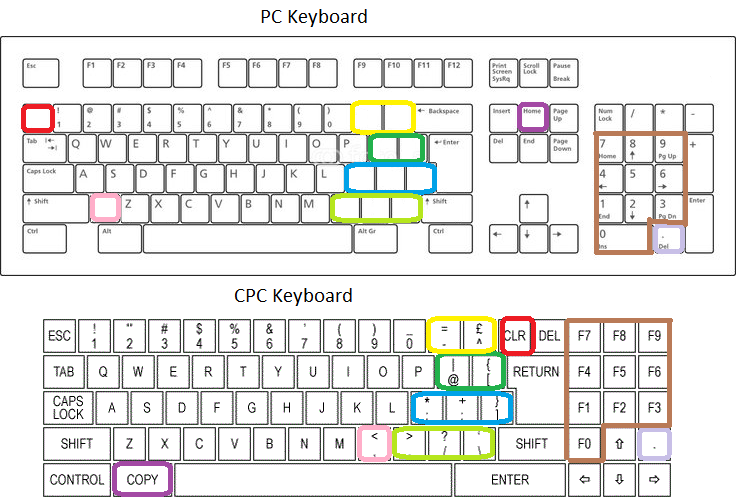 PC Keyboard
Esc F1 F2 F3 F4 F5 F6 F7 F8 F9 F10 F11 F12 Print Screen SysRq Scroll Lock Pause Break
! 1 @ 2 # 3 $ 4 % 5 ^ 6 & 7 * 8 ( 9 ) 0 ← Backspace Insert Home Page Up Num Lock / * -
Tab Q W E R T Y U I O P ← Enter Del End Page Down 7 Home 8 ↑ 9 Pg Up +
Caps Lock A S D F G H J K L 4 ← 5 6 →
⇧ Shift Z X C V B N M ⇧ Shift ↑ 1 End 2 ↓ 3 Pg Dn Enter
Ctrl Alt Alt Gr Ctrl ← ↓ → 0 Ins . Del
CPC Keyboard
ESC ! 1 " 2 # 3 $ 4 % 5 & 6 ' 7 ( 8 ) 9 _ 0 = - £ ^ CLR DEL F7 F8 F9
TAB Q W E R T Y U I O P | @ { [ RETURN F4 F5 F6
CAPS LOCK A S D F G H J K L * : + ; } ] F1 F2 F3
SHIFT Z X C V B N M < , > . ? / \ SHIFT F0 ⇧ .
CONTROL COPY ENTER ⇦ ⇩ ⇨